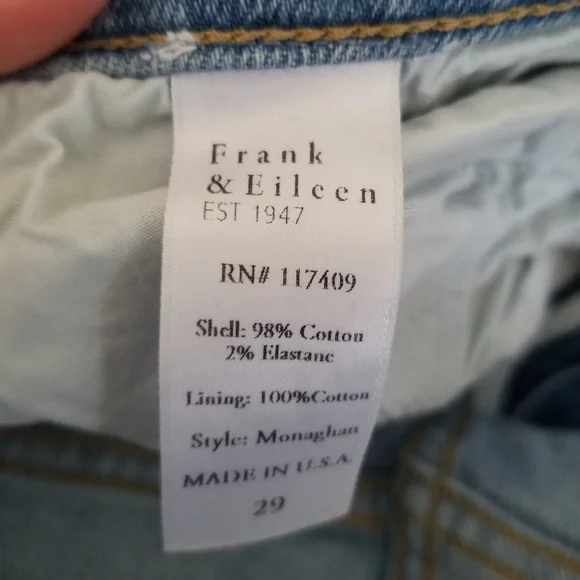 Frank
& Eileen
EST 1947
RN# 117409
Shell: 98% Cotton
2% Elastane
Lining: 100%Cotton
Style: Monaghan
MADE IN U.S.A.
29